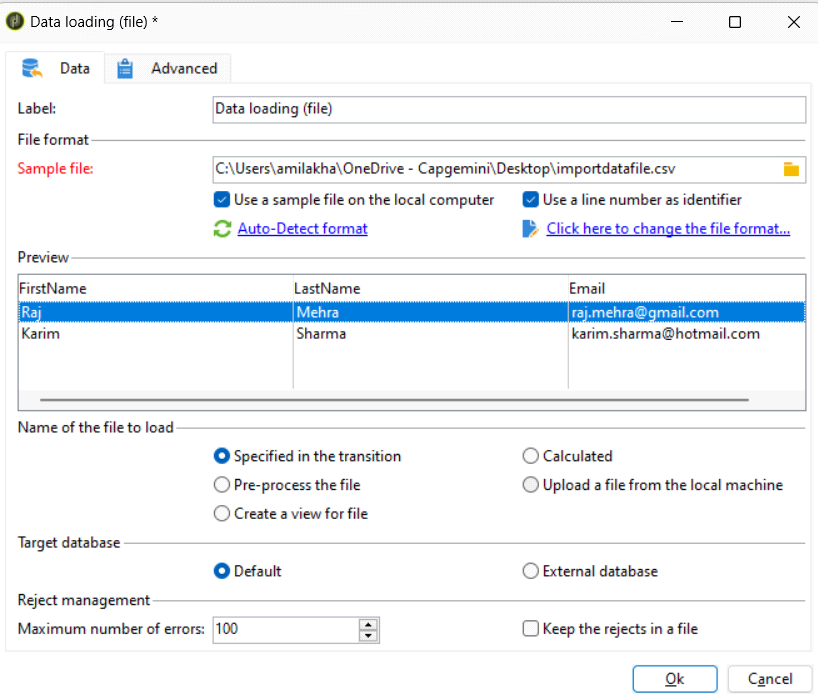 Data loading (file) *
Data Advanced
Label: Data loading (file)
File format
Sample file: C:\Users\amilakha\OneDrive - Capgemini\Desktop\importdatafile.csv
Use a sample file on the local computer Use a line number as identifier
Auto-Detect format Click here to change the file format...
Preview
FirstName LastName Email
Raj Mehra raj.mehra@gmail.com
Karim Sharma karim.sharma@hotmail.com
Name of the file to load
Specified in the transition Calculated
Pre-process the file Upload a file from the local machine
Create a view for file
Target database
Default External database
Reject management
Maximum number of errors: 100 Keep the rejects in a file
Ok Cancel